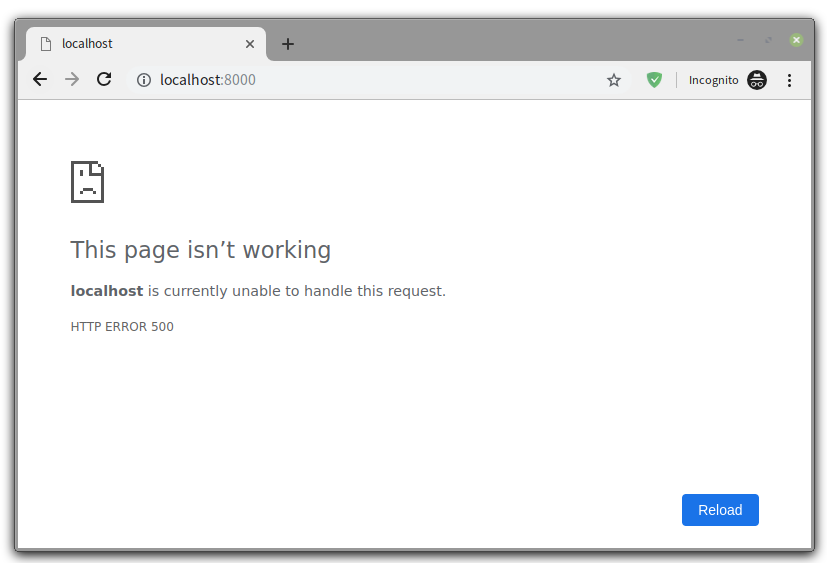 localhost
localhost:8000
Incognito
This page isn’t working
localhost is currently unable to handle this request.
HTTP ERROR 500
Reload